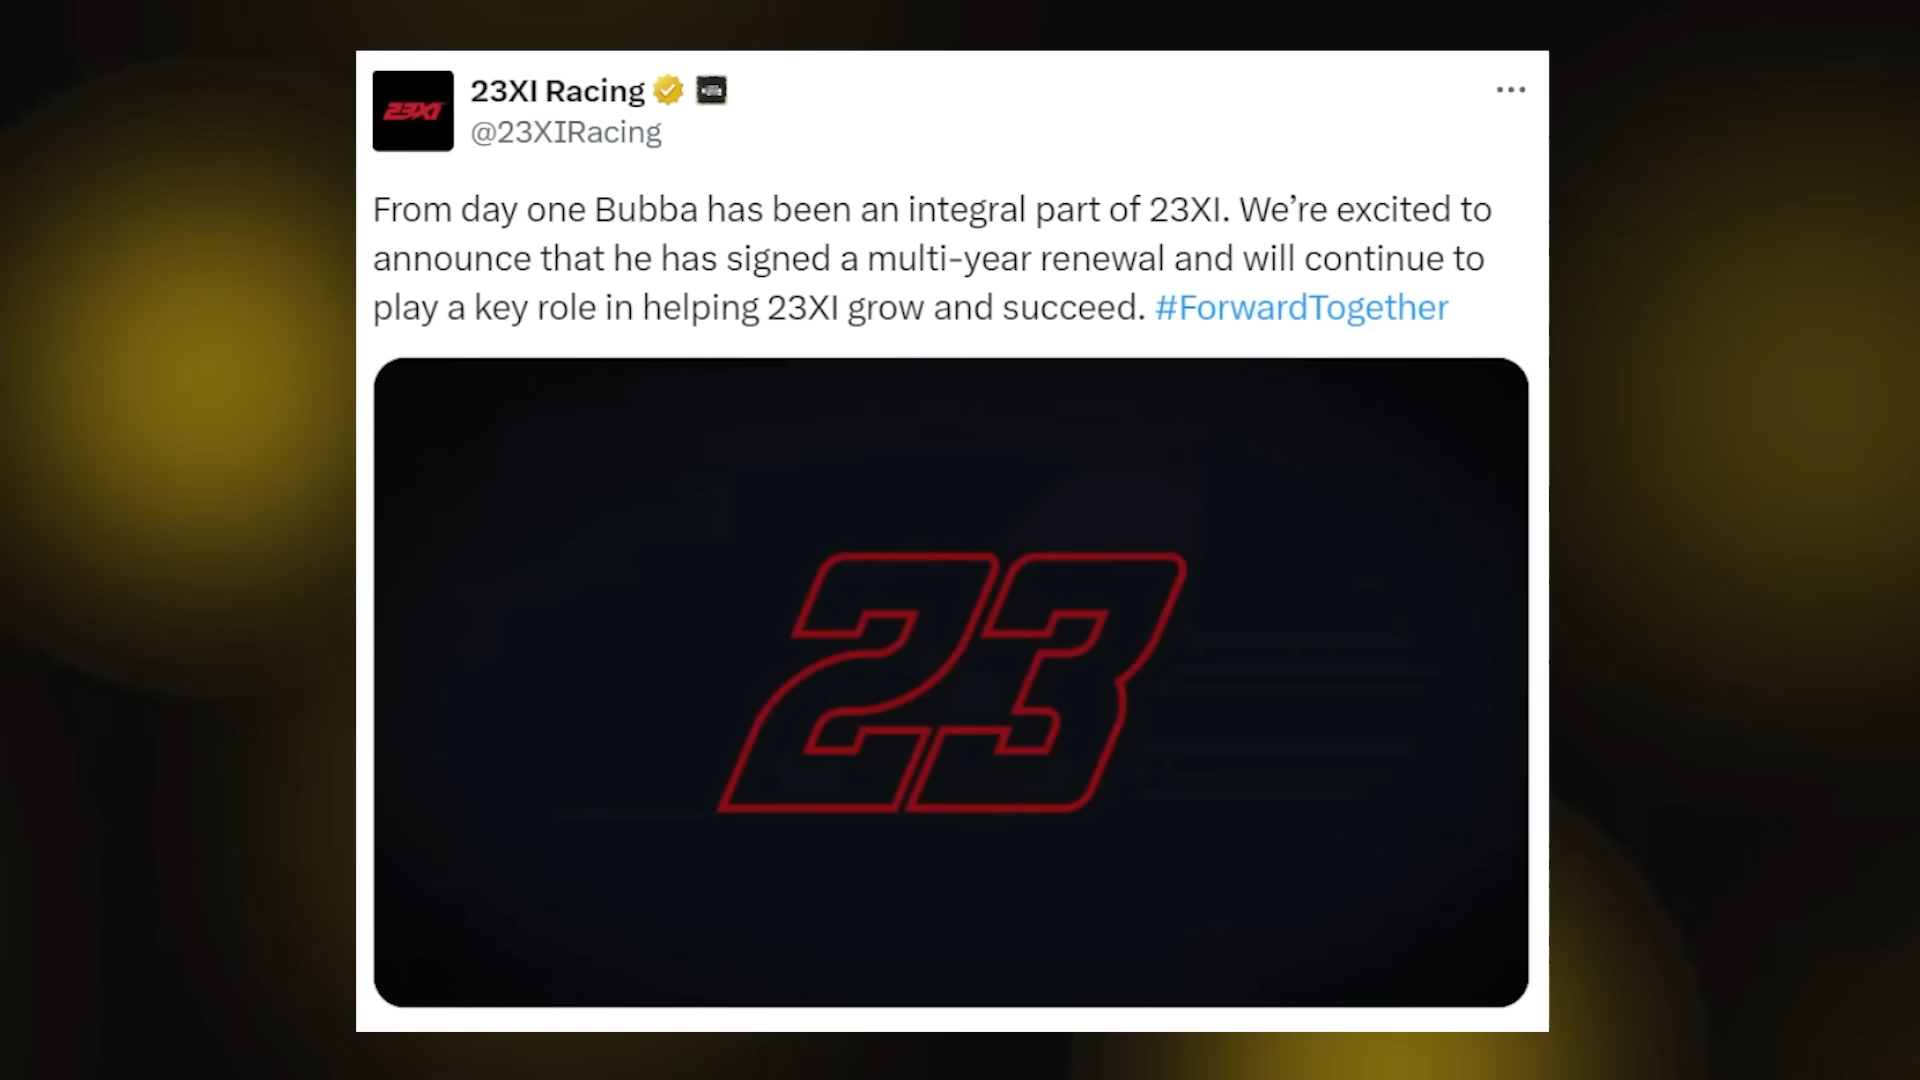 23XI
23XI Racing
@23XIRacing
From day one Bubba has been an integral part of 23XI. We’re excited to
announce that he has signed a multi-year renewal and will continue to
play a key role in helping 23XI grow and succeed. #ForwardTogether
23